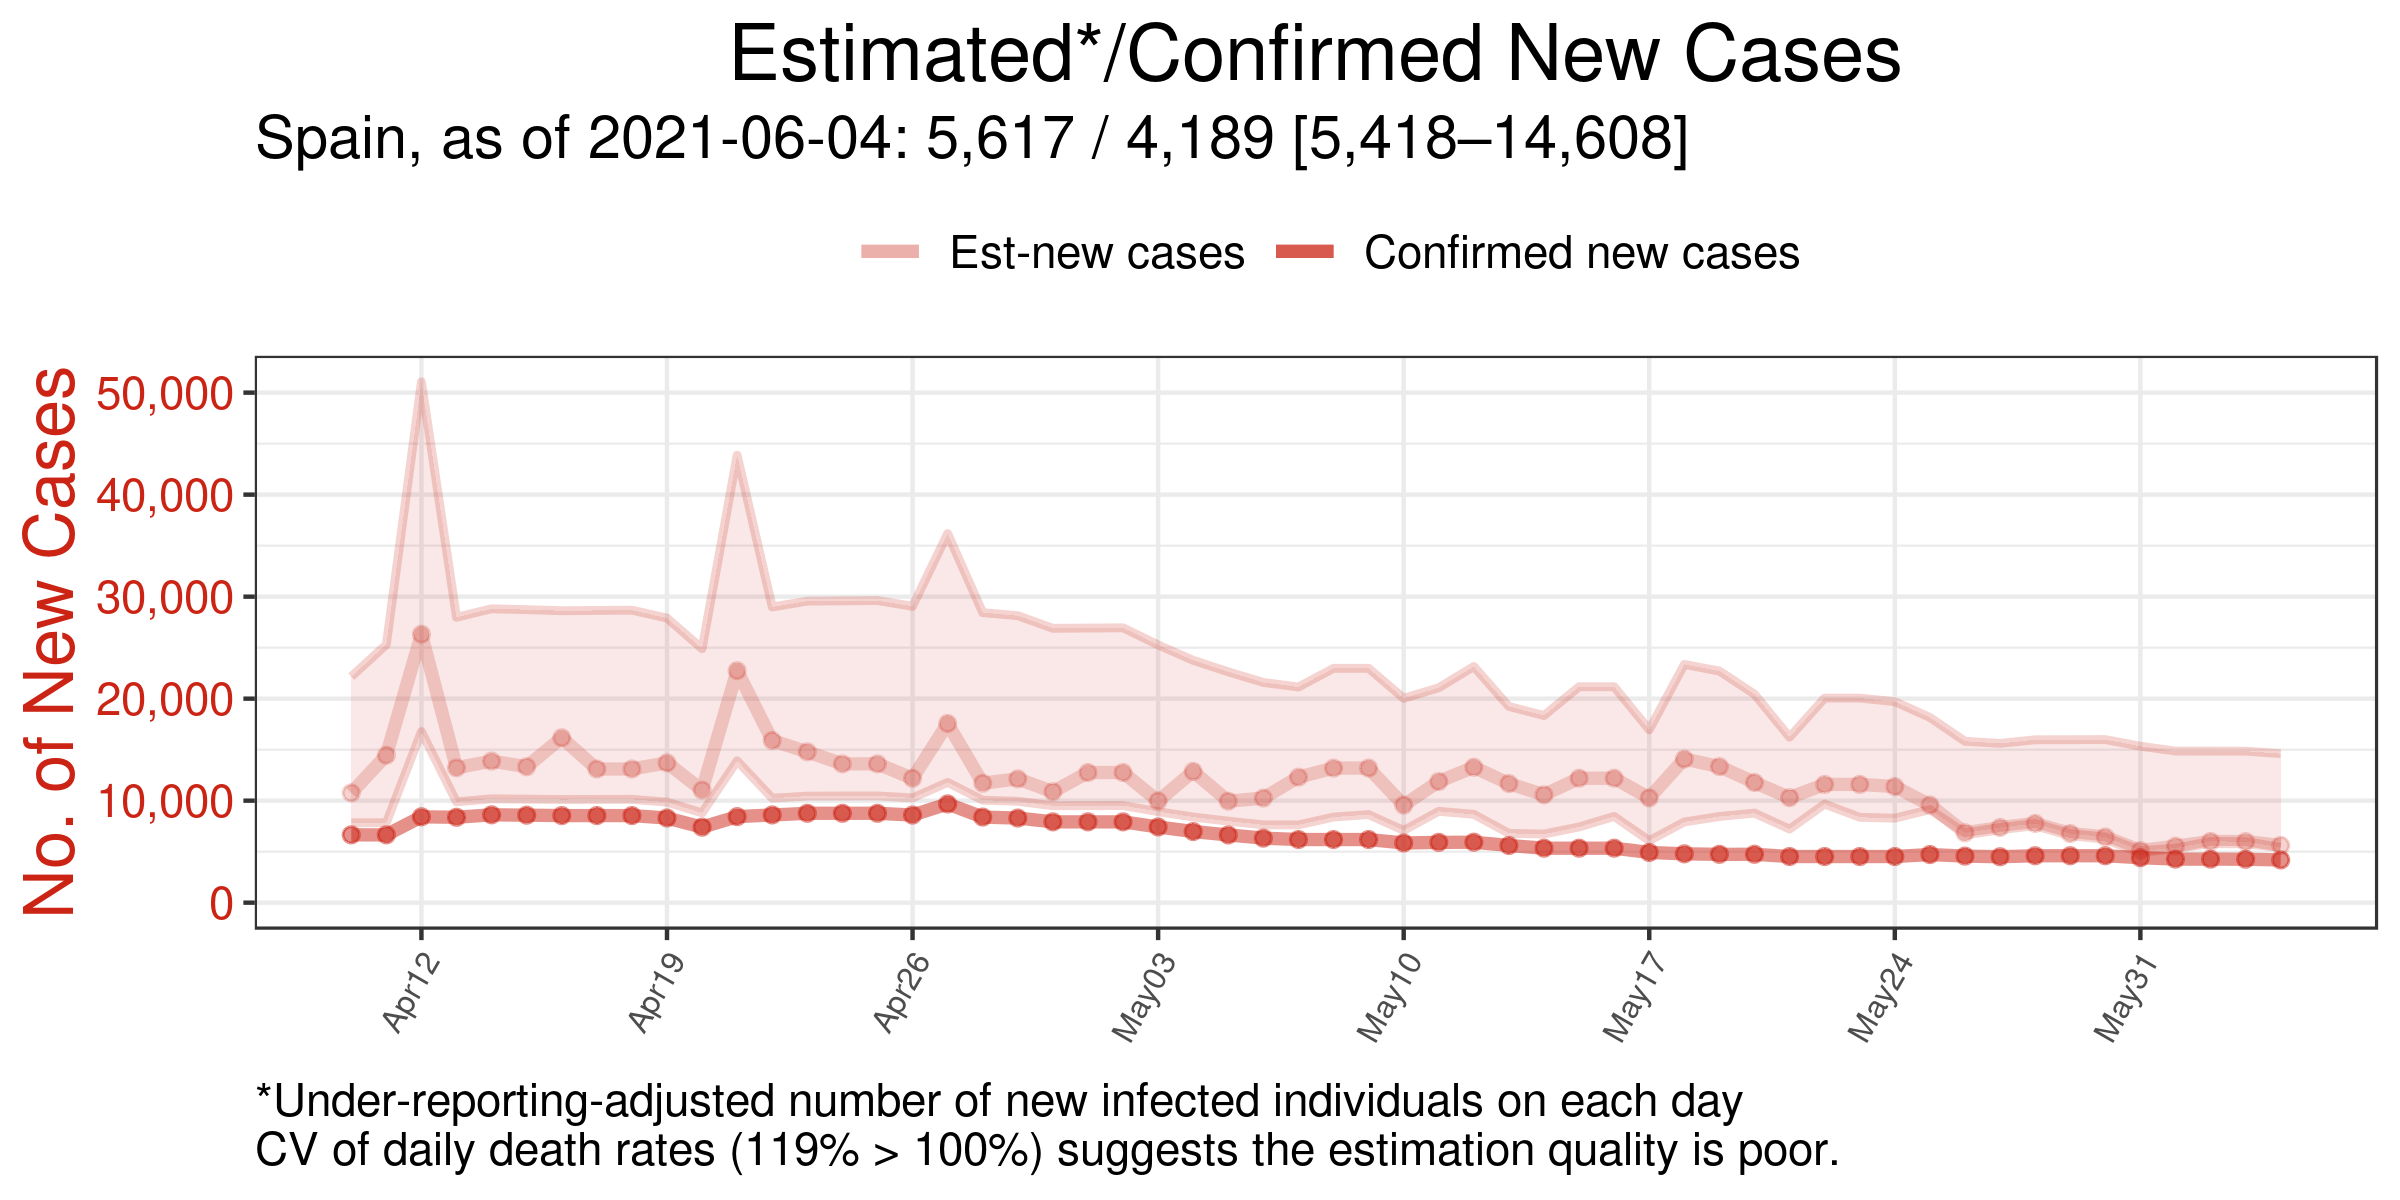 Estimated*/Confirmed New Cases
Spain, as of 2021-06-04: 5,617 / 4,189 [5,418–14,608]
Est-new cases
Confirmed new cases
No. of New Cases
50,000
40,000
30,000
20,000
10,000
0
Apr12
Apr19
Apr26
May03
May10
May17
May24
May31
*Under-reporting-adjusted number of new infected individuals on each day
CV of daily death rates (119% > 100%) suggests the estimation quality is poor.